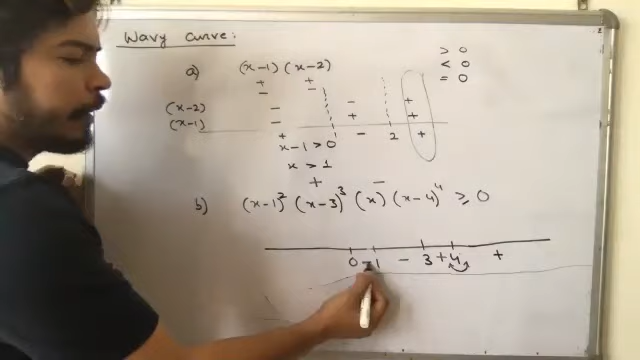 Wavy curve:
> 0
< 0
= 0
a) (x-1) (x-2)
+ +
- -
(x-2) - - +
(x-1) - + +
+ - 2 +
x-1 > 0
x > 1
+ -
b) (x-1)² (x-3)³ (x) (x-4)⁴ ≥ 0
0 - 1 - 3 + 4 +